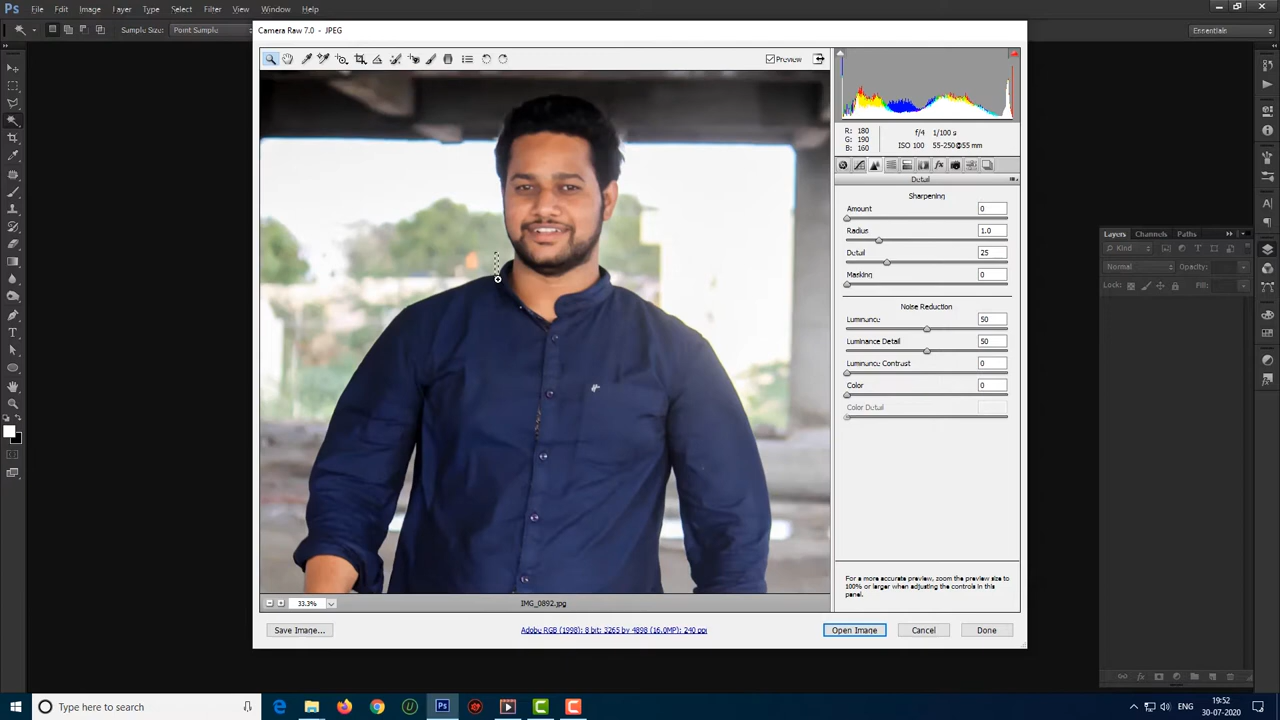 Ps File Edit Image Layer Type Select Filter View Window Help
Sample Size: Point Sample
Essentials
Camera Raw 7.0 - JPEG
Preview
R: 180
G: 190
B: 160
f/4 1/100 s
ISO 100 55-250@55 mm
Detail
Sharpening
Amount 0
Radius 1.0
Detail 25
Masking 0
Noise Reduction
Luminance 50
Luminance Detail 50
Luminance Contrast 0
Color 0
Color Detail
For a more accurate preview, zoom the preview size to
100% or larger when adjusting the controls in this
panel.
33.3%
IMG_0892.jpg
Save Image...
Adobe RGB (1998); 8 bit; 3265 by 4898 (16.0MP); 240 ppi
Open Image
Cancel
Done
Layers Channels Paths
Kind
Normal
Opacity:
Lock:
Fill:
Type here to search
Ps
ENG
19:52
30-07-2020